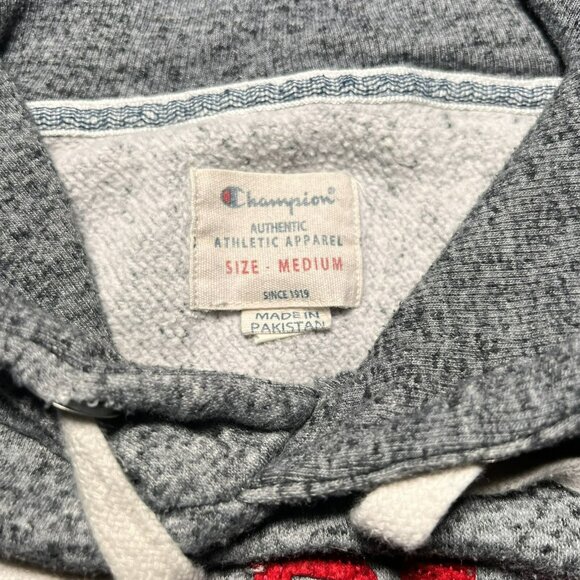 Champion®
AUTHENTIC
ATHLETIC APPAREL
SIZE - MEDIUM
SINCE 1919
MADE IN
PAKISTAN